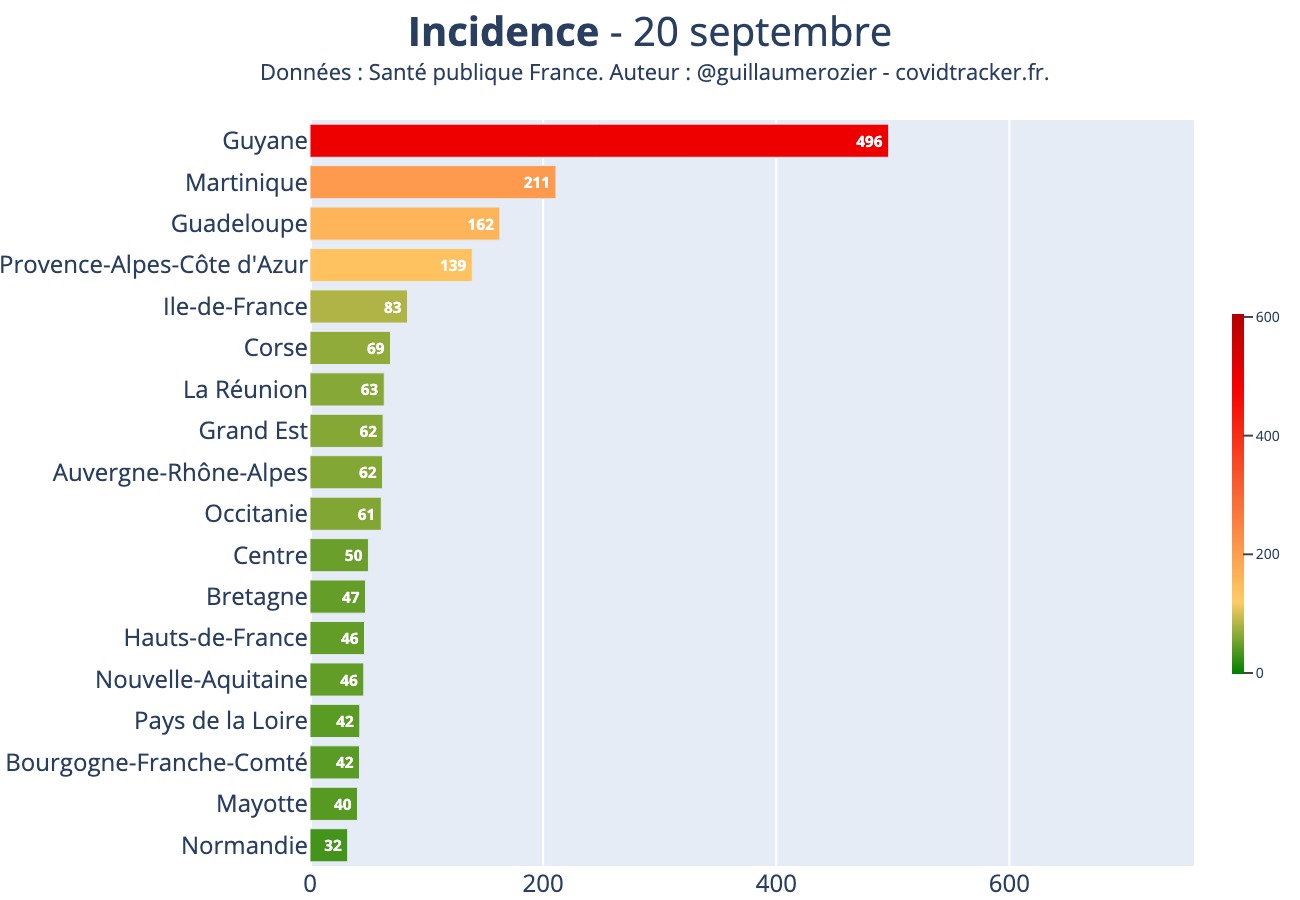 Incidence - 20 septembre
Données : Santé publique France. Auteur : @guillaumerozier - covidtracker.fr.
Guyane 496
Martinique 211
Guadeloupe 162
Provence-Alpes-Côte d'Azur 139
Ile-de-France 83
Corse 69
La Réunion 63
Grand Est 62
Auvergne-Rhône-Alpes 62
Occitanie 61
Centre 50
Bretagne 47
Hauts-de-France 46
Nouvelle-Aquitaine 46
Pays de la Loire 42
Bourgogne-Franche-Comté 42
Mayotte 40
Normandie 32
0 200 400 600
600
400
200
0